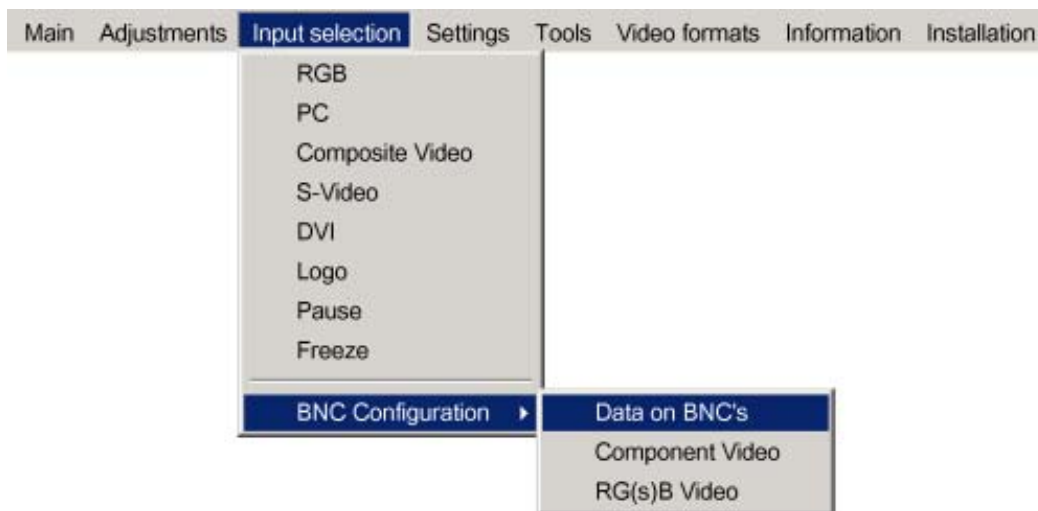 Main Adjustments Input selection Settings Tools Video formats Information Installation
RGB
PC
Composite Video
S-Video
DVI
Logo
Pause
Freeze
BNC Configuration
Data on BNC's
Component Video
RG(s)B Video